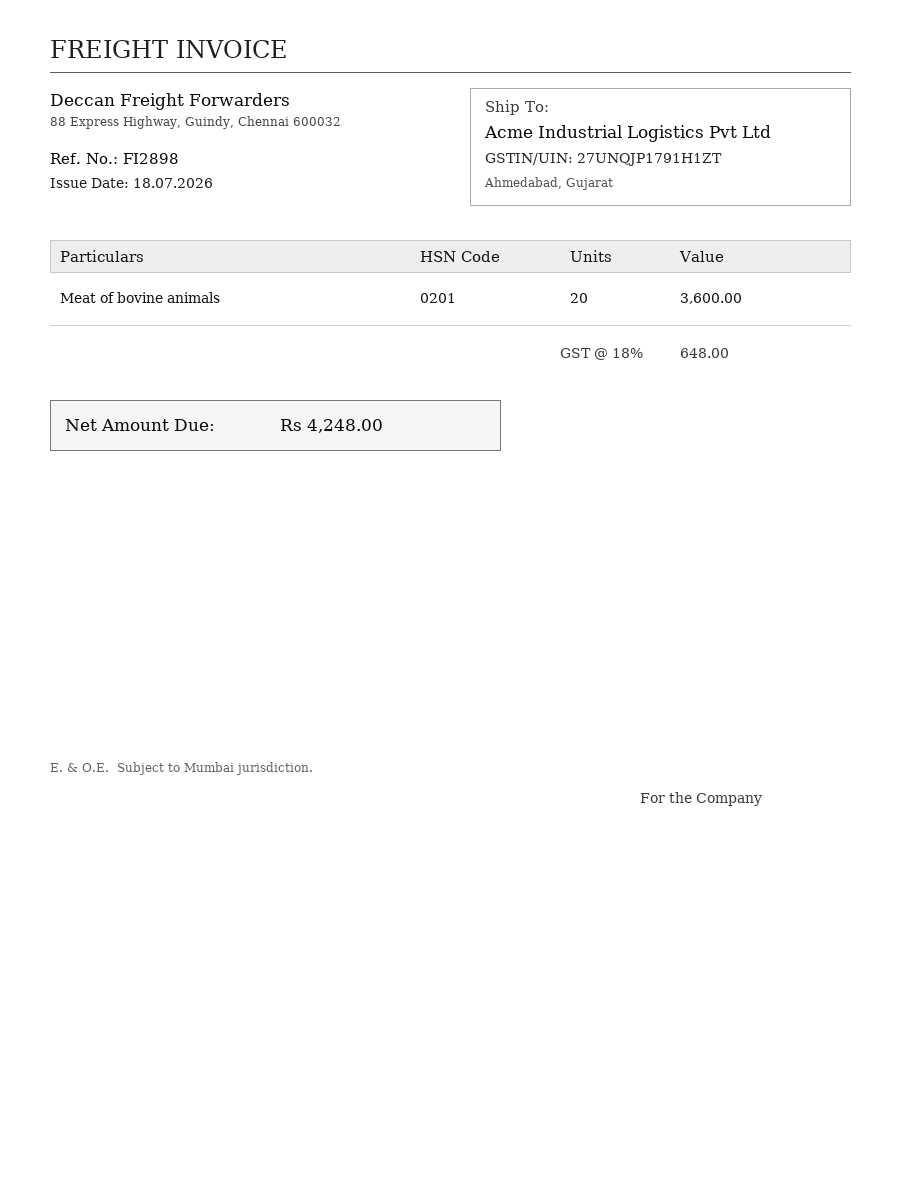 FREIGHT INVOICE
Deccan Freight Forwarders
88 Express Highway, Guindy, Chennai 600032
Ref. No.: FI2898
Issue Date: 18.07.2026
Ship To:
Acme Industrial Logistics Pvt Ltd
GSTIN/UIN: 27UNQJP1791H1ZT
Ahmedabad, Gujarat
Particulars HSN Code Units Value
Meat of bovine animals 0201 20 3,600.00
GST @ 18% 648.00
Net Amount Due: Rs 4,248.00
E. & O.E. Subject to Mumbai jurisdiction.
For the Company